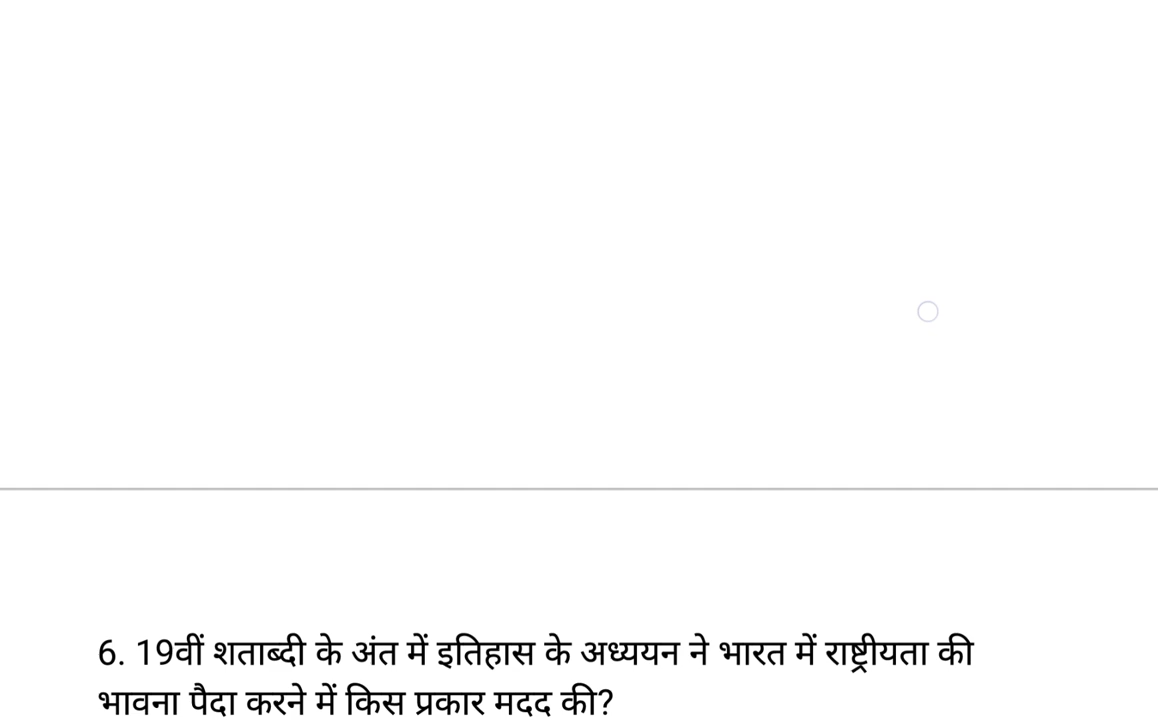 6. 19वीं शताब्दी के अंत में इतिहास के अध्ययन ने भारत में राष्ट्रीयता की
भावना पैदा करने में किस प्रकार मदद की?